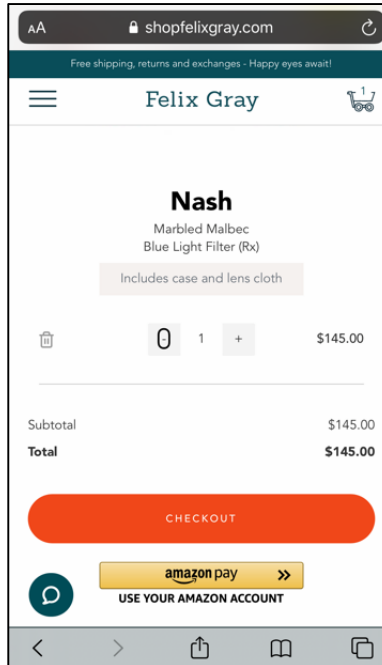 AA shopfelixgray.com
Free shipping, returns and exchanges - Happy eyes await!
Felix Gray 1
Nash
Marbled Malbec
Blue Light Filter (Rx)
Includes case and lens cloth
- 1 + $145.00
Subtotal $145.00
Total $145.00
CHECKOUT
amazon pay
USE YOUR AMAZON ACCOUNT